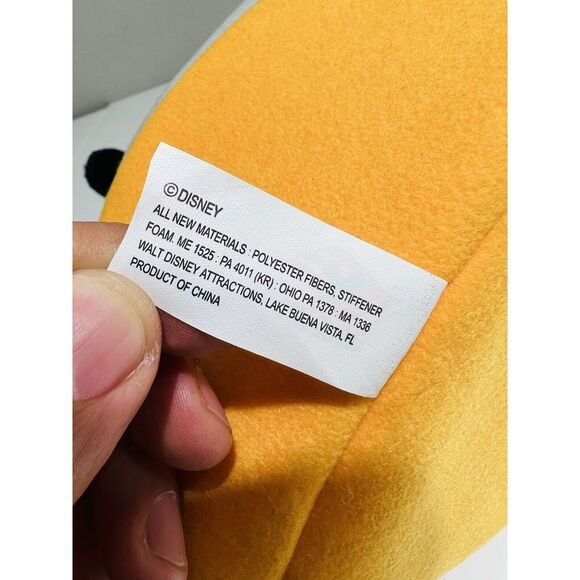 ©DISNEY
ALL NEW MATERIALS : POLYESTER FIBERS, STIFFENER
FOAM. ME 1525 : PA 4011 (KR) : OHIO PA 1378 : MA 1336
WALT DISNEY ATTRACTIONS, LAKE BUENA VISTA, FL
PRODUCT OF CHINA